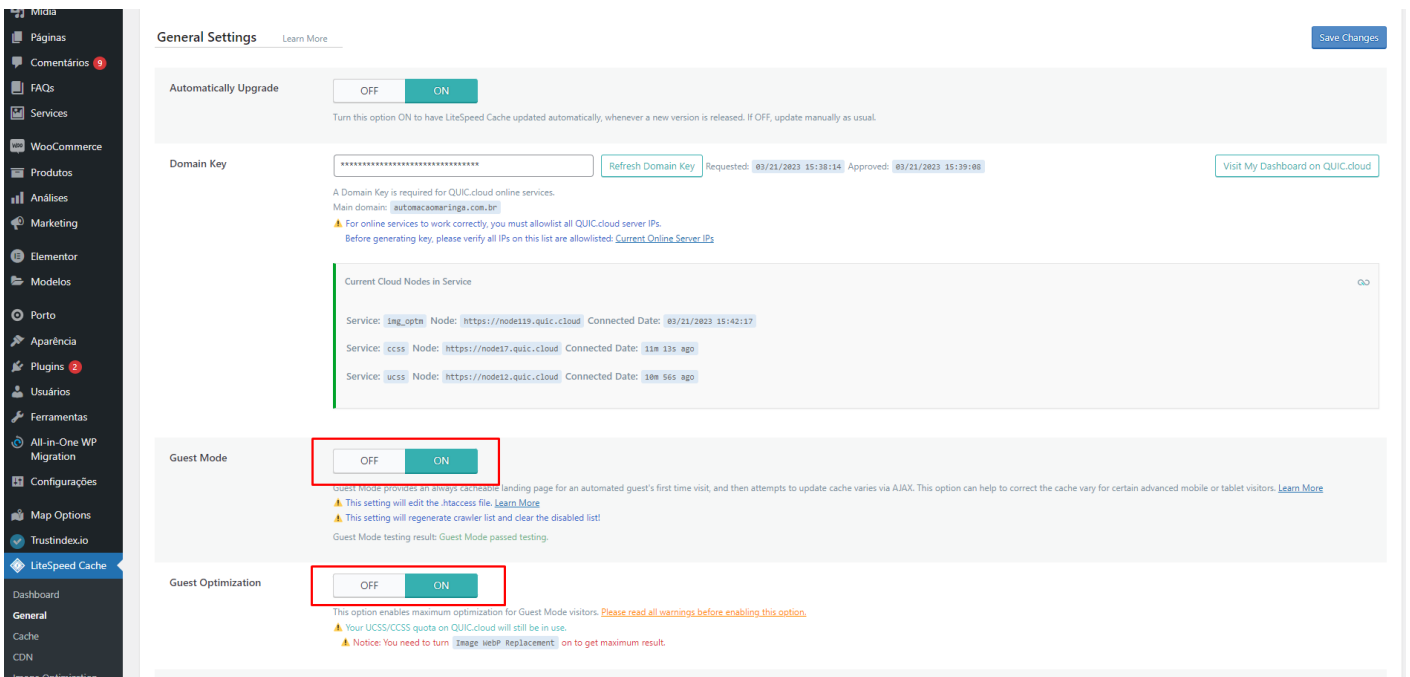 Mídia
Páginas
Comentários 9
FAQs
Services
WooCommerce
Produtos
Análises
Marketing
Elementor
Modelos
Porto
Aparência
Plugins 2
Usuários
Ferramentas
All-in-One WP
Migration
Configurações
Map Options
Trustindex.io
LiteSpeed Cache
Dashboard
General
Cache
CDN
Image Optimization
General Settings Learn More Save Changes
Automatically Upgrade OFF ON
Turn this option ON to have LiteSpeed Cache updated automatically, whenever a new version is released. If OFF, update manually as usual.
Domain Key ******************************** Refresh Domain Key Requested: 03/21/2023 15:38:14 Approved: 03/21/2023 15:39:08 Visit My Dashboard on QUIC.cloud
A Domain Key is required for QUIC.cloud online services.
Main domain: automacaomaringa.com.br
For online services to work correctly, you must allowlist all QUIC.cloud server IPs.
Before generating key, please verify all IPs on this list are allowlisted: Current Online Server IPs
Current Cloud Nodes in Service
Service: img_optm Node: https://node119.quic.cloud Connected Date: 03/21/2023 15:42:17
Service: ccss Node: https://node17.quic.cloud Connected Date: 11m 13s ago
Service: ucss Node: https://node12.quic.cloud Connected Date: 10m 56s ago
Guest Mode OFF ON
Guest Mode provides an always cacheable landing page for an automated guest's first time visit, and then attempts to update cache varies via AJAX. This option can help to correct the cache vary for certain advanced mobile or tablet visitors. Learn More
This setting will edit the .htaccess file. Learn More
This setting will regenerate crawler list and clear the disabled list!
Guest Mode testing result: Guest Mode passed testing.
Guest Optimization OFF ON
This option enables maximum optimization for Guest Mode visitors. Please read all warnings before enabling this option.
Your UCSS/CCSS quota on QUIC.cloud will still be in use.
Notice: You need to turn Image WebP Replacement on to get maximum result.